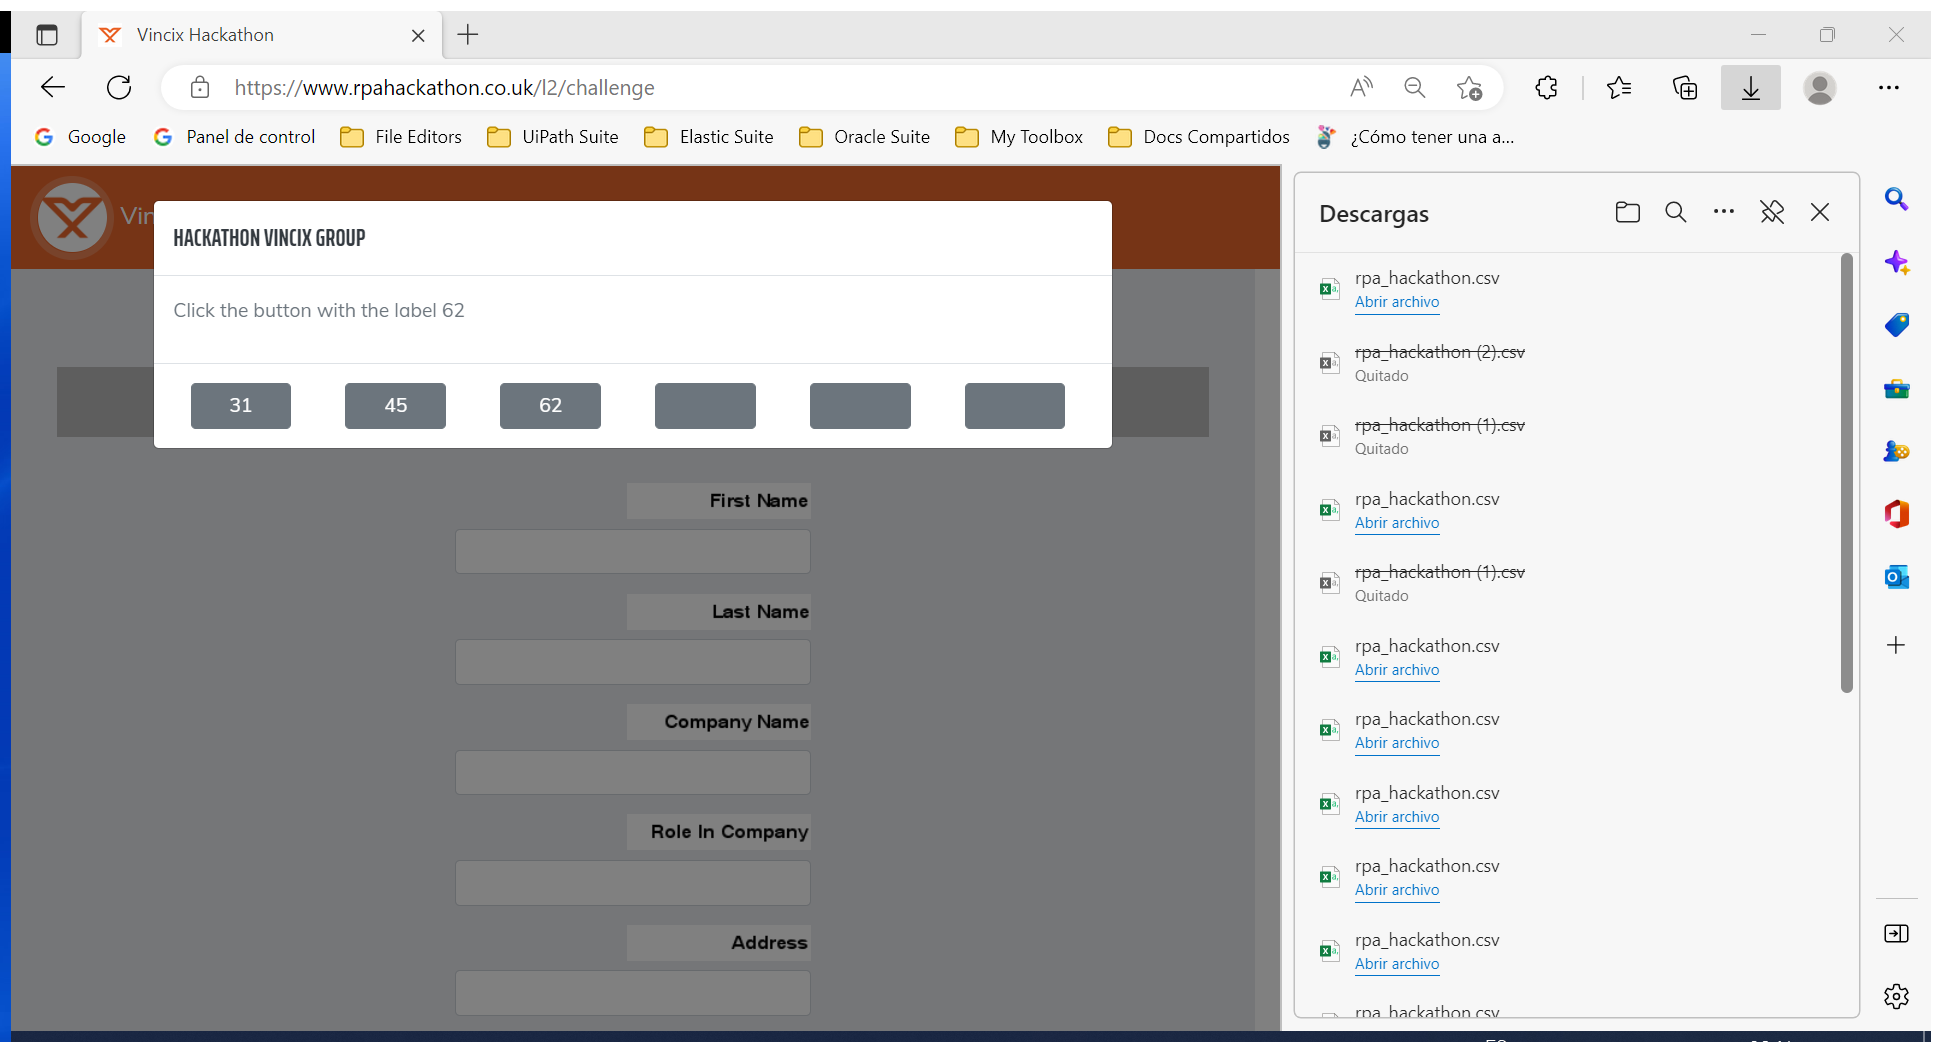 Vincix Hackathon
https://www.rpahackathon.co.uk/l2/challenge
Google
Panel de control
File Editors
UiPath Suite
Elastic Suite
Oracle Suite
My Toolbox
Docs Compartidos
¿Cómo tener una a...
Vin
HACKATHON VINCIX GROUP
Click the button with the label 62
31
45
62
First Name
Last Name
Company Name
Role In Company
Address
Descargas
rpa_hackathon.csv
Abrir archivo
rpa_hackathon (2).csv
Quitado
rpa_hackathon (1).csv
Quitado
rpa_hackathon.csv
Abrir archivo
rpa_hackathon (1).csv
Quitado
rpa_hackathon.csv
Abrir archivo
rpa_hackathon.csv
Abrir archivo
rpa_hackathon.csv
Abrir archivo
rpa_hackathon.csv
Abrir archivo
rpa_hackathon.csv
Abrir archivo
rpa_hackathon.csv